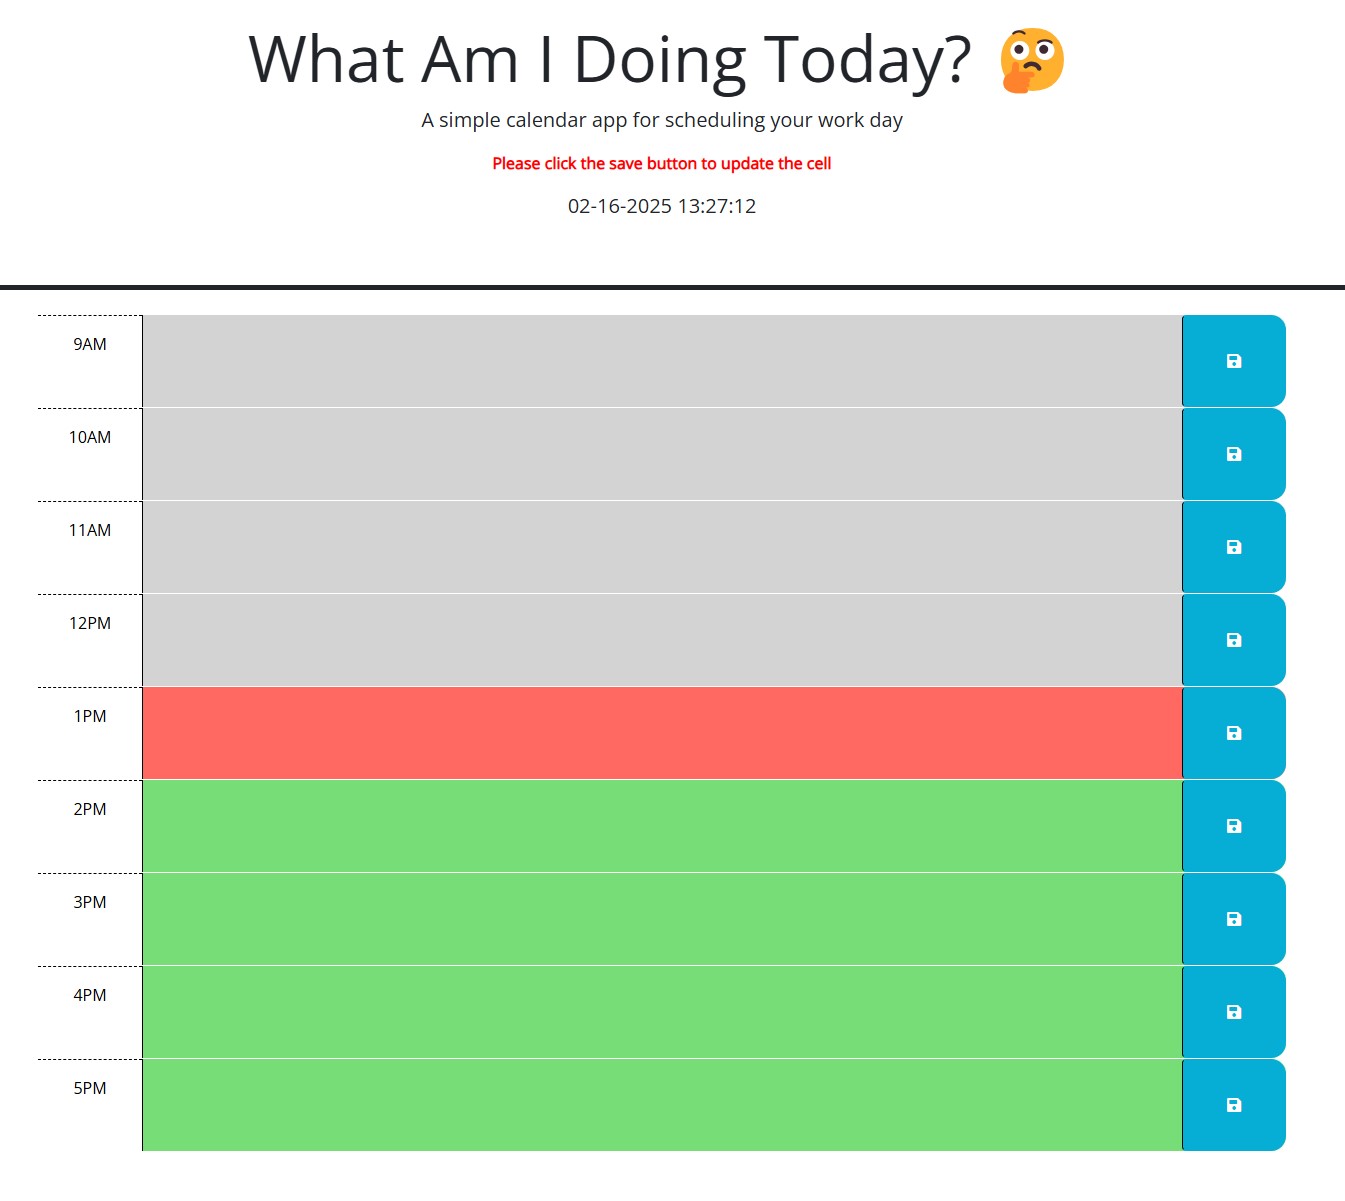 What Am I Doing Today? 🤔
A simple calendar app for scheduling your work day
Please click the save button to update the cell
02-16-2025 13:27:12
9AM
10AM
11AM
12PM
1PM
2PM
3PM
4PM
5PM